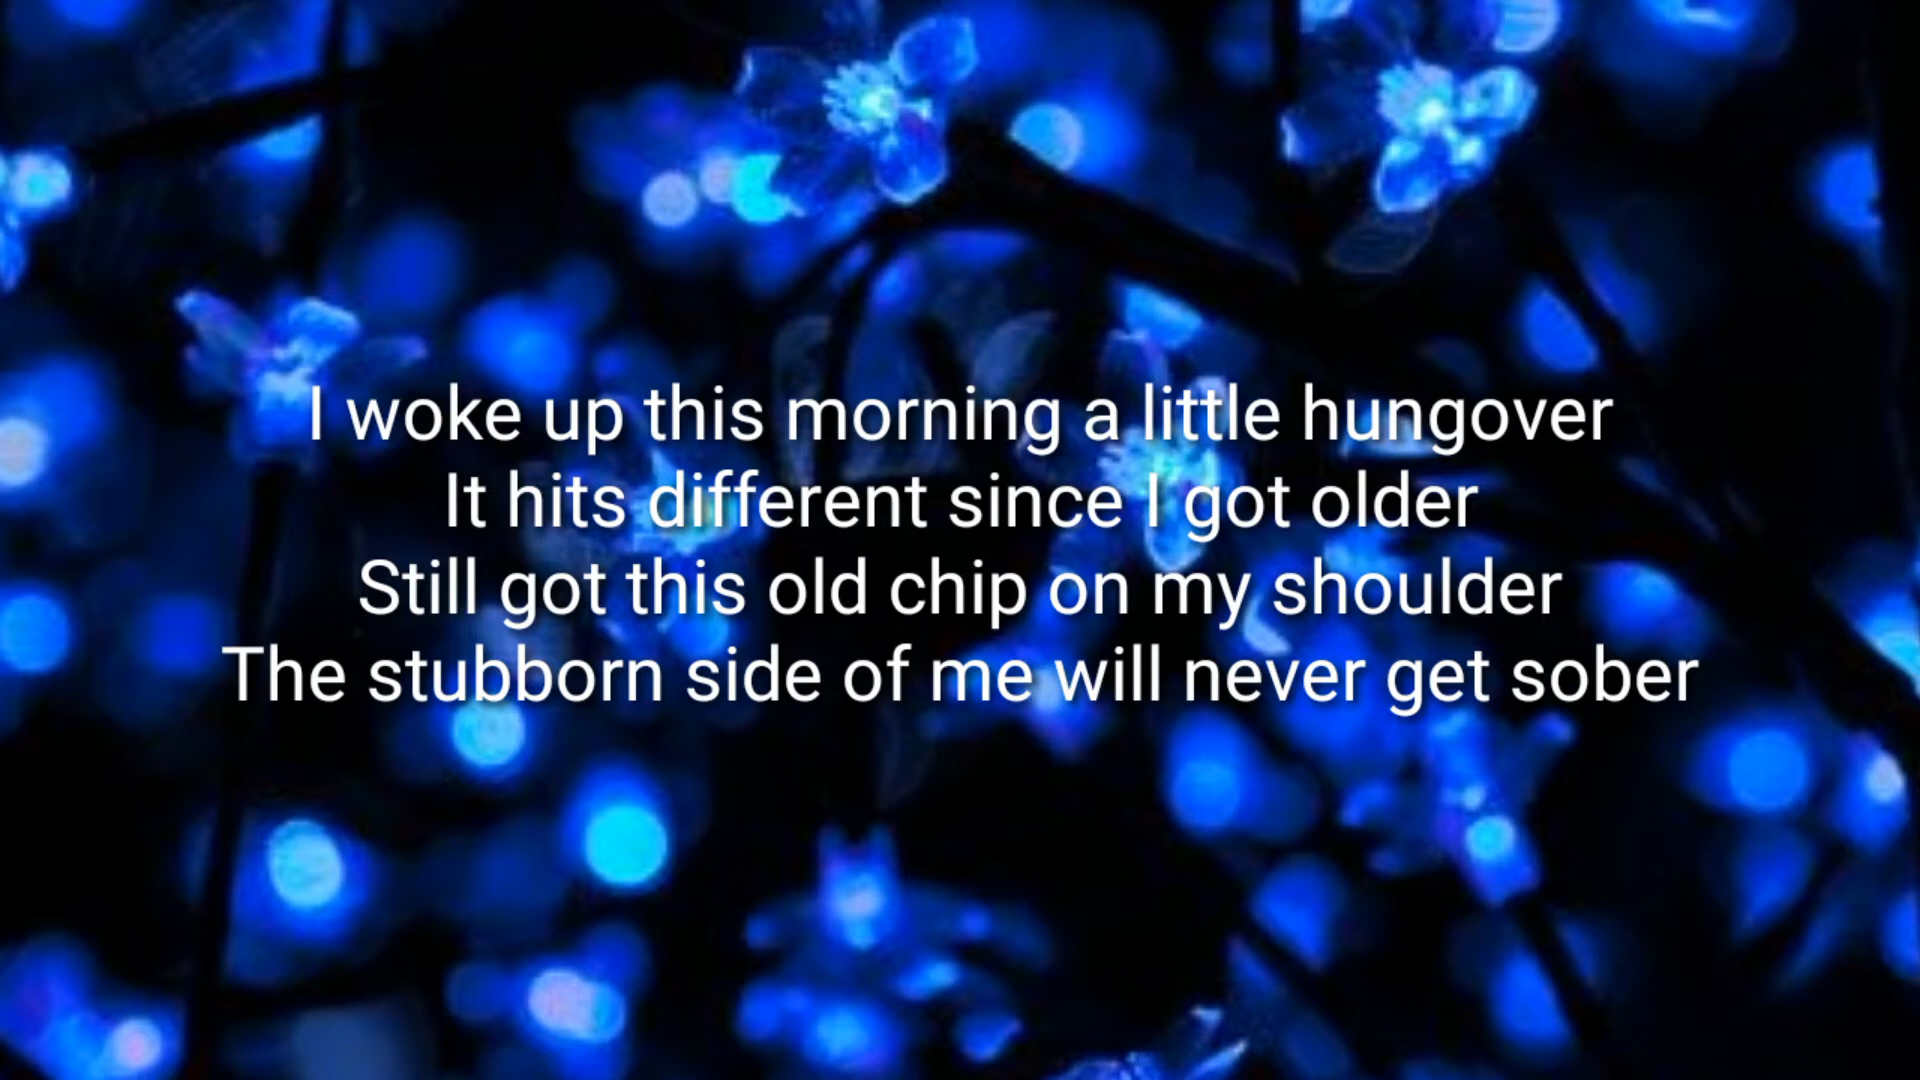 I woke up this morning a little hungover
It hits different since I got older
Still got this old chip on my shoulder
The stubborn side of me will never get sober